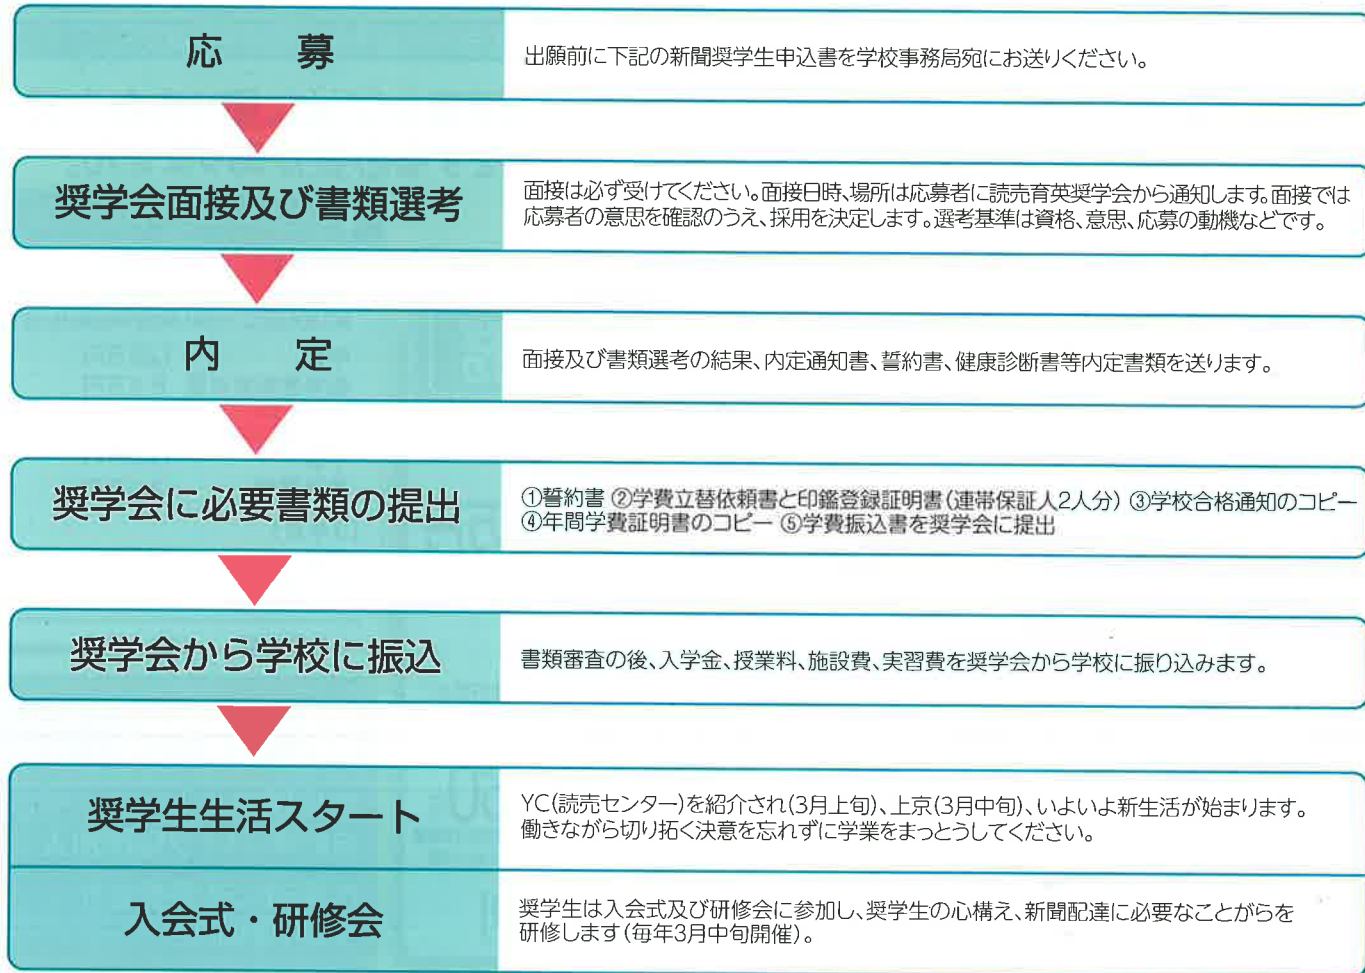 応　募
出願前に下記の新聞奨学生申込書を学校事務局宛にお送りください。
奨学会面接及び書類選考
面接は必ず受けてください。面接日時、場所は応募者に読売育英奨学会から通知します。面接では
応募者の意思を確認のうえ、採用を決定します。選考基準は資格、意思、応募の動機などです。
内　定
面接及び書類選考の結果、内定通知書、誓約書、健康診断書等内定書類を送ります。
奨学会に必要書類の提出
①誓約書 ②学費立替依頼書と印鑑登録証明書(連帯保証人2人分) ③学校合格通知のコピー
④年間学費証明書のコピー ⑤学費振込書を奨学会に提出
奨学会から学校に振込
書類審査の後、入学金、授業料、施設費、実習費を奨学会から学校に振り込みます。
奨学生生活スタート
YC(読売センター)を紹介され(3月上旬)、上京(3月中旬)、いよいよ新生活が始まります。
働きながら切り拓く決意を忘れずに学業をまっとうしてください。
入会式・研修会
奨学生は入会式及び研修会に参加し、奨学生の心構え、新聞配達に必要なことがらを
研修します(毎年3月中旬開催)。